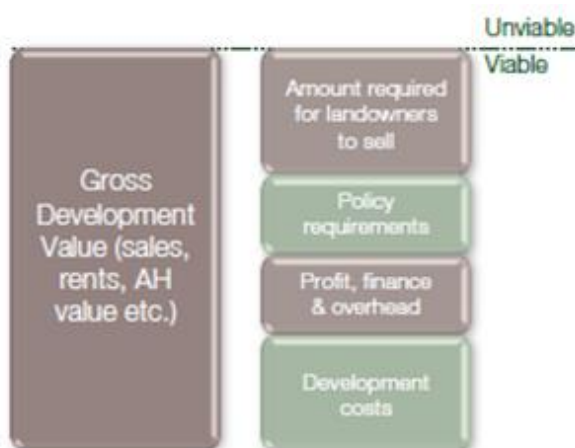 Unviable
Viable
Gross
Development
Value (sales,
rents, AH
value etc.)
Amount required
for landowners
to sell
Policy
requirements
Profit, finance
& overhead
Development
costs